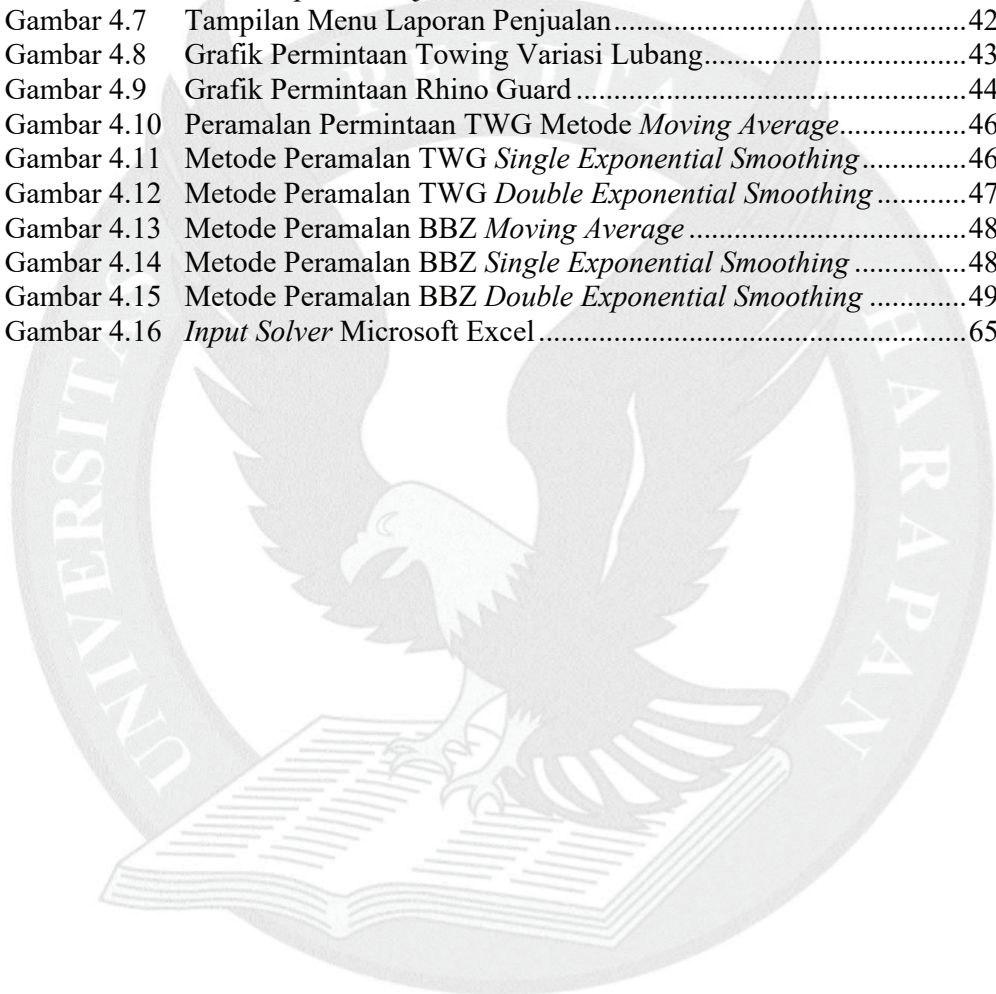 Gambar 4.7 Tampilan Menu Laporan Penjualan.......................................................42
Gambar 4.8 Grafik Permintaan Towing Variasi Lubang........................................43
Gambar 4.9 Grafik Permintaan Rhino Guard..........................................................44
Gambar 4.10 Peramalan Permintaan TWG Metode Moving Average....................46
Gambar 4.11 Metode Peramalan TWG Single Exponential Smoothing.................46
Gambar 4.12 Metode Peramalan TWG Double Exponential Smoothing...............47
Gambar 4.13 Metode Peramalan BBZ Moving Average........................................48
Gambar 4.14 Metode Peramalan BBZ Single Exponential Smoothing..................48
Gambar 4.15 Metode Peramalan BBZ Double Exponential Smoothing................49
Gambar 4.16 Input Solver Microsoft Excel.............................................................65
UNIVERSITAS PELITA HARAPAN